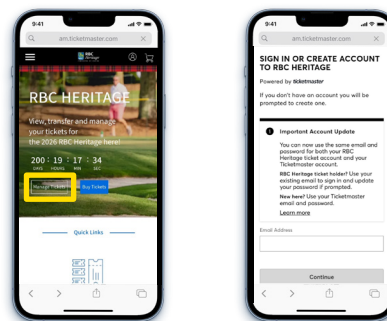 9:41
am.ticketmaster.com
RBC
Heritage
RBC HERITAGE
View, transfer and manage
your tickets for
the 2026 RBC Heritage here!
200 : 19 : 17 : 34
DAYS HOURS MIN SEC
Manage Tickets
Buy Tickets
Quick Links
9:41
am.ticketmaster.com
SIGN IN OR CREATE ACCOUNT
TO RBC HERITAGE
Powered by ticketmaster
If you don't have an account you will be
prompted to create one.
Important Account Update
You can now use the same email and
password for both your RBC
Heritage ticket account and your
Ticketmaster account.
RBC Heritage ticket holder? Use your
existing email to sign in and update
your password if prompted.
New here? Use your Ticketmaster
email and password.
Learn more
Email Address
Continue